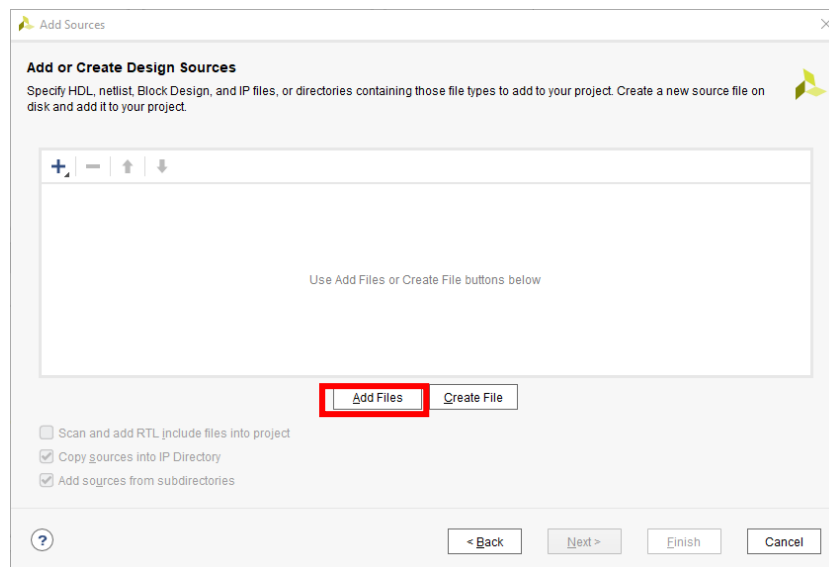 Add Sources
Add or Create Design Sources
Specify HDL, netlist, Block Design, and IP files, or directories containing those file types to add to your project. Create a new source file on
disk and add it to your project.
Use Add Files or Create File buttons below
Add Files Create File
Scan and add RTL include files into project
Copy sources into IP Directory
Add sources from subdirectories
? < Back Next > Finish Cancel